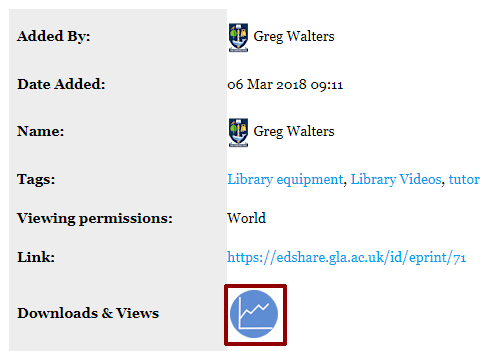 Added By: Greg Walters
Date Added: 06 Mar 2018 09:11
Name: Greg Walters
Tags: Library equipment, Library Videos, tutor
Viewing permissions: World
Link: https://edshare.gla.ac.uk/id/eprint/71
Downloads & Views